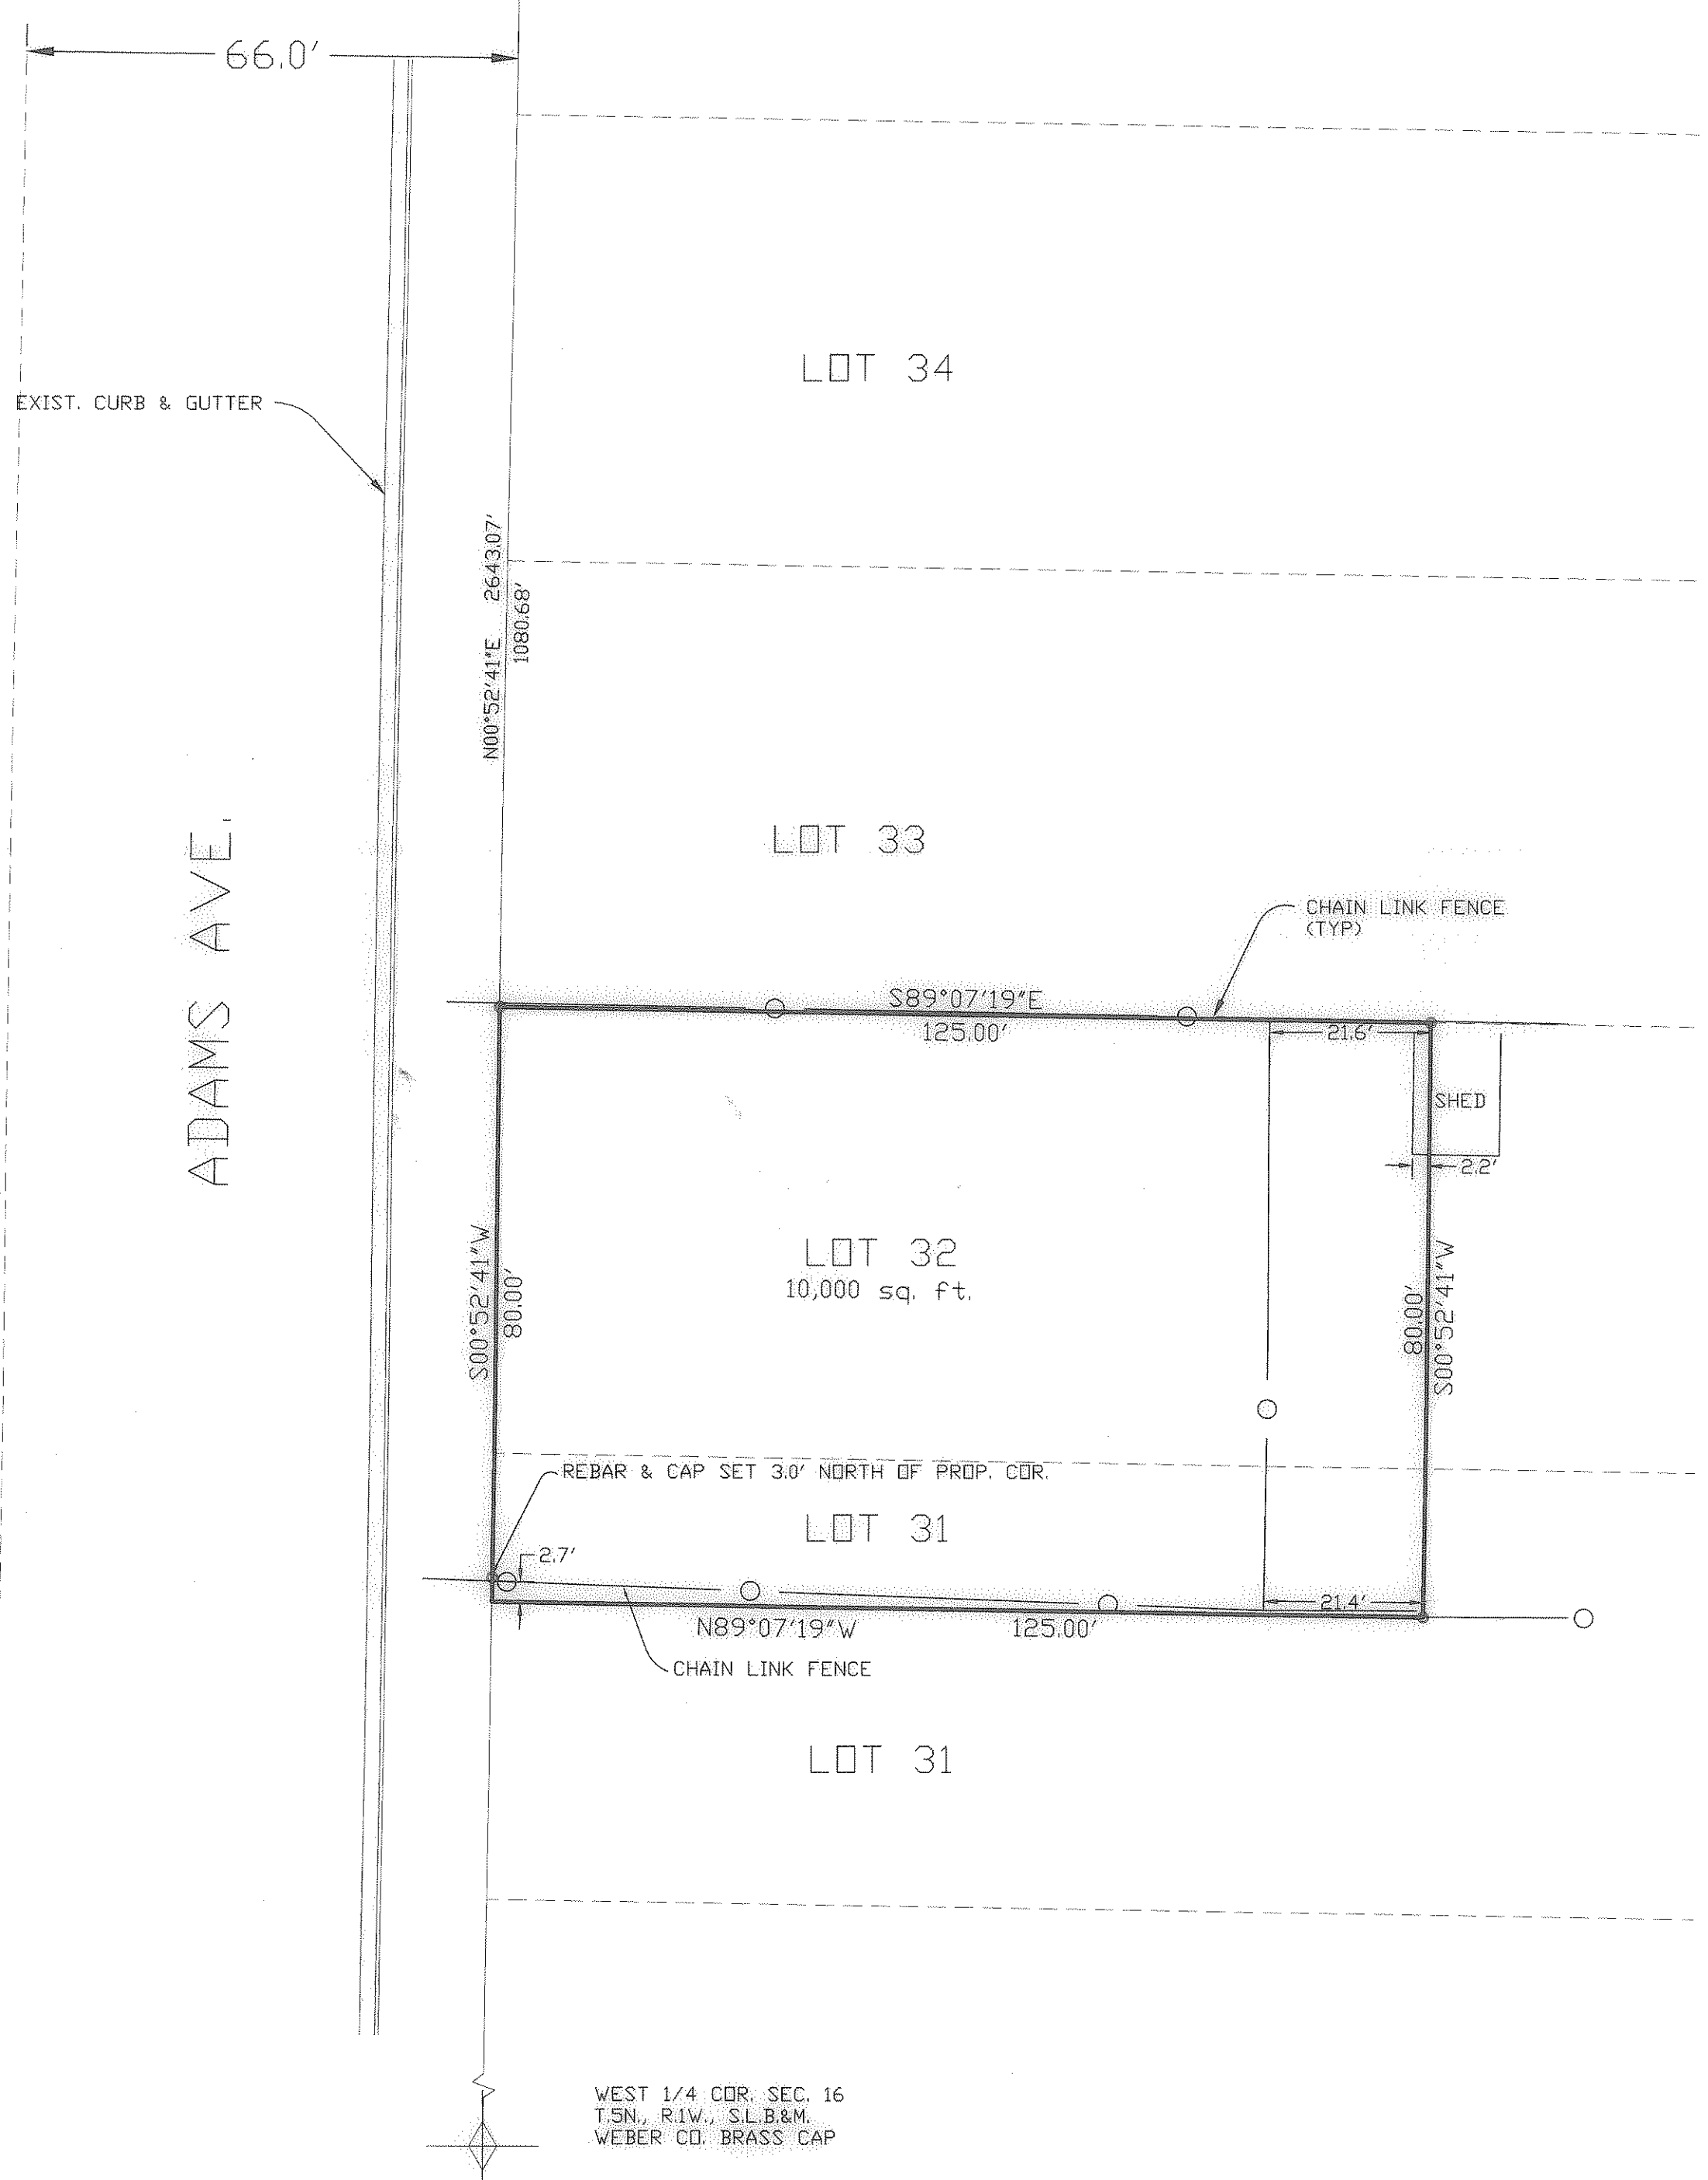 66.0'
LOT 34
EXIST. CURB & GUTTER
N00°52'41"E 2643.07'
1080.68'
LOT 33
ADAMS AVE.
CHAIN LINK FENCE
(TYP)
S89°07'19"E
125.00'
21.6'
SHED
2.2'
LOT 32
10,000 sq. ft.
S00°52'41"W
80.00'
80.00'
S00°52'41"W
REBAR & CAP SET 3.0' NORTH OF PROP. COR.
LOT 31
2.7'
21.4'
N89°07'19"W 125.00'
CHAIN LINK FENCE
LOT 31
WEST 1/4 COR. SEC. 16
T.5N., R.1W., S.L.B.&M.
WEBER CO. BRASS CAP